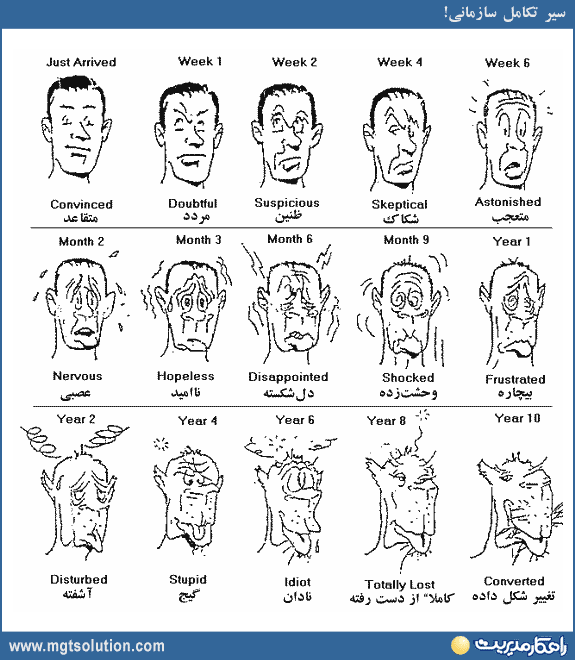 سیر تکامل سازمانی!
Just Arrived Week 1 Week 2 Week 4 Week 6
Convinced Doubtful Suspicious Skeptical Astonished
متقاعد مردد ظنین شکاک متعجب
Month 2 Month 3 Month 6 Month 9 Year 1
Nervous Hopeless Disappointed Shocked Frustrated
عصبی ناامید دل‌شکسته وحشت‌زده بیچاره
Year 2 Year 4 Year 6 Year 8 Year 10
Disturbed Stupid Idiot Totally Lost Converted
آشفته گیج نادان کاملا" از دست رفته تغییر شکل داده
www.mgtsolution.com راهکار مدیریت